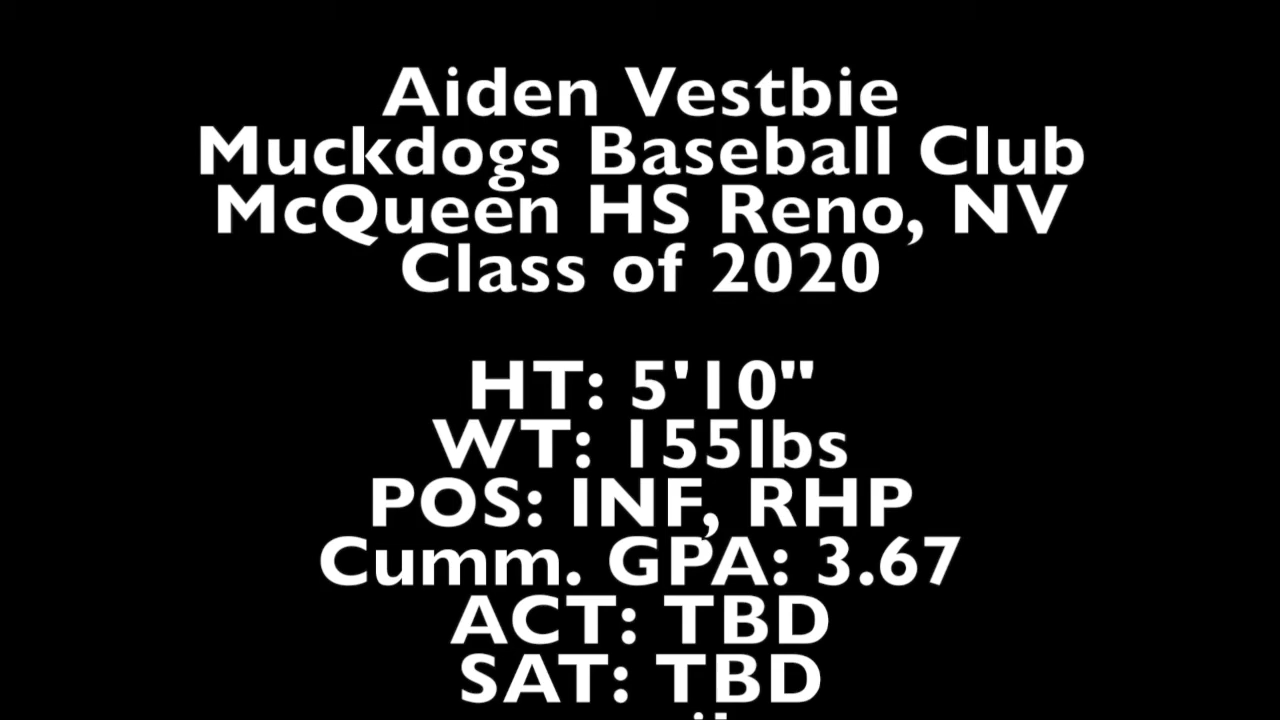 Aiden Vestbie
Muckdogs Baseball Club
McQueen HS Reno, NV
Class of 2020
HT: 5'10"
WT: 155lbs
POS: INF, RHP
Cumm. GPA: 3.67
ACT: TBD
SAT: TBD